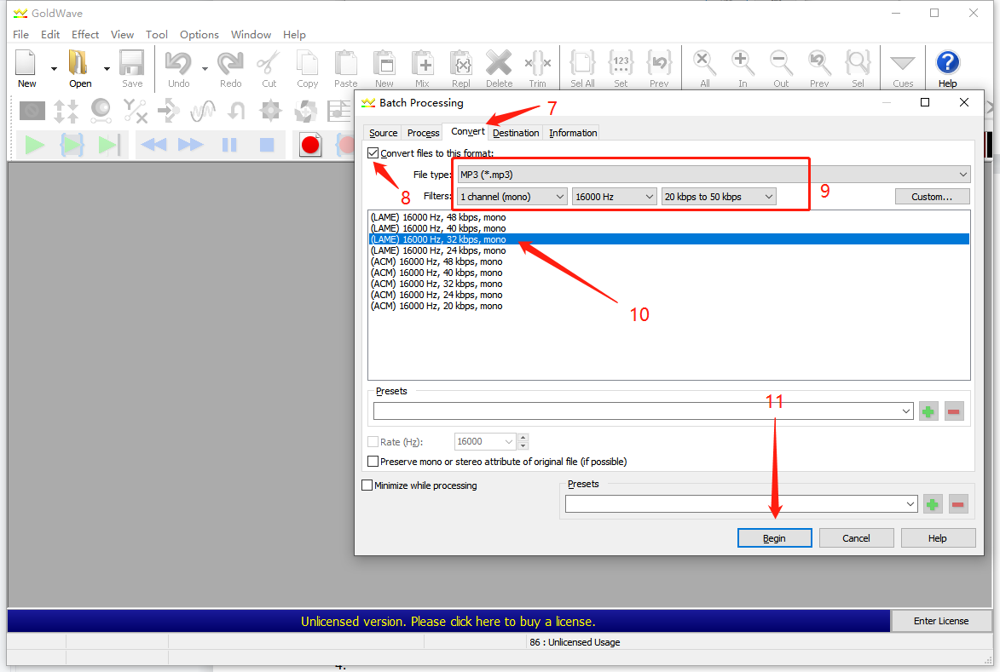 GoldWave
File Edit Effect View Tool Options Window Help
New Open Save Undo Redo Cut Copy Paste New Mix Repl Delete Trim Sel All Set Prev All In Out Prev Sel Cues Help
123
Batch Processing
7
Source Process Convert Destination Information
Convert files to this format:
8
File type: MP3 (*.mp3)
9
Filters: 1 channel (mono) 16000 Hz 20 kbps to 50 kbps Custom...
(LAME) 16000 Hz, 48 kbps, mono
(LAME) 16000 Hz, 40 kbps, mono
(LAME) 16000 Hz, 32 kbps, mono
(LAME) 16000 Hz, 24 kbps, mono
(ACM) 16000 Hz, 48 kbps, mono
(ACM) 16000 Hz, 40 kbps, mono
(ACM) 16000 Hz, 32 kbps, mono
(ACM) 16000 Hz, 24 kbps, mono
(ACM) 16000 Hz, 20 kbps, mono
10
Presets
11
Rate (Hz): 16000
Preserve mono or stereo attribute of original file (if possible)
Minimize while processing
Presets
Begin Cancel Help
Unlicensed version. Please click here to buy a license.
Enter License
86 : Unlicensed Usage